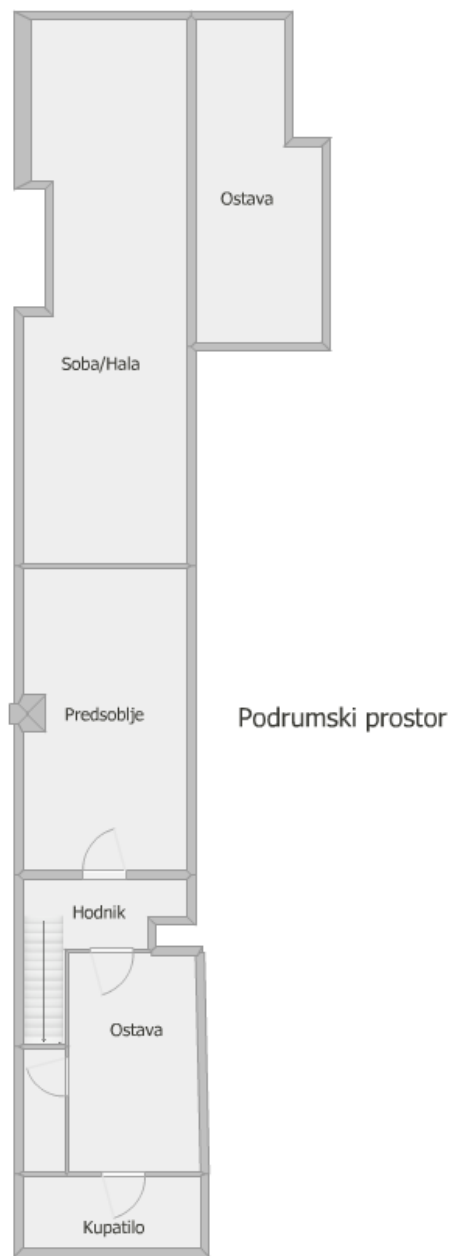 Ostava
Soba/Hala
Predsoblje
Podrumski prostor
Hodnik
Ostava
Kupatilo